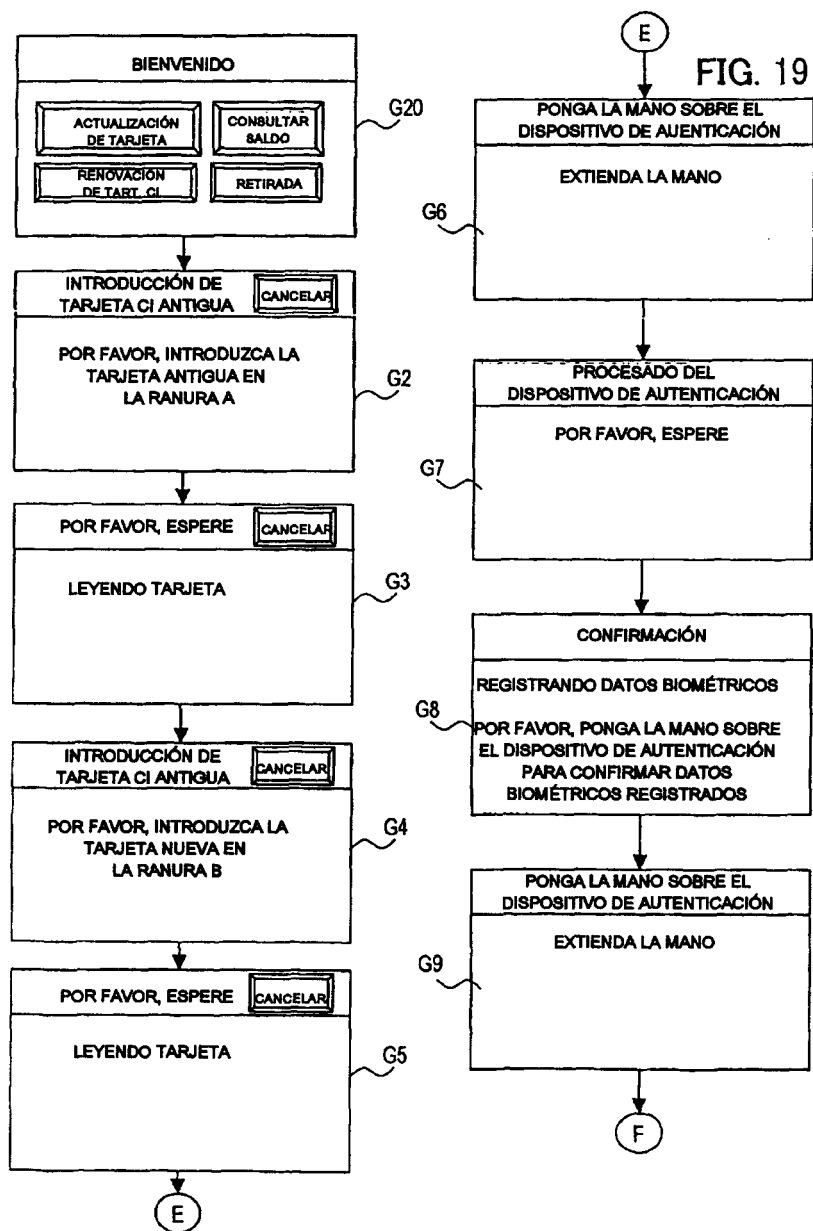 BIENVENIDO
ACTUALIZACIÓN
DE TARJETA
CONSULTAR
SALDO
RENOVACIÓN
DE TART. CI
RETIRADA
G20
INTRODUCCIÓN DE
TARJETA CI ANTIGUA
CANCELAR
POR FAVOR, INTRODUZCA LA
TARJETA ANTIGUA EN
LA RANURA A
G2
POR FAVOR, ESPERE
CANCELAR
LEYENDO TARJETA
G3
INTRODUCCIÓN DE
TARJETA CI ANTIGUA
CANCELAR
POR FAVOR, INTRODUZCA LA
TARJETA NUEVA EN
LA RANURA B
G4
POR FAVOR, ESPERE
CANCELAR
LEYENDO TARJETA
G5
E
E
FIG. 19
PONGA LA MANO SOBRE EL
DISPOSITIVO DE AUENTICACIÓN
EXTIENDA LA MANO
G6
PROCESADO DEL
DISPOSITIVO DE AUTENTICACIÓN
POR FAVOR, ESPERE
G7
CONFIRMACIÓN
REGISTRANDO DATOS BIOMÉTRICOS
G8
POR FAVOR, PONGA LA MANO SOBRE
EL DISPOSITIVO DE AUTENTICACIÓN
PARA CONFIRMAR DATOS
BIOMÉTRICOS REGISTRADOS
PONGA LA MANO SOBRE EL
DISPOSITIVO DE AUTENTICACIÓN
EXTIENDA LA MANO
G9
F